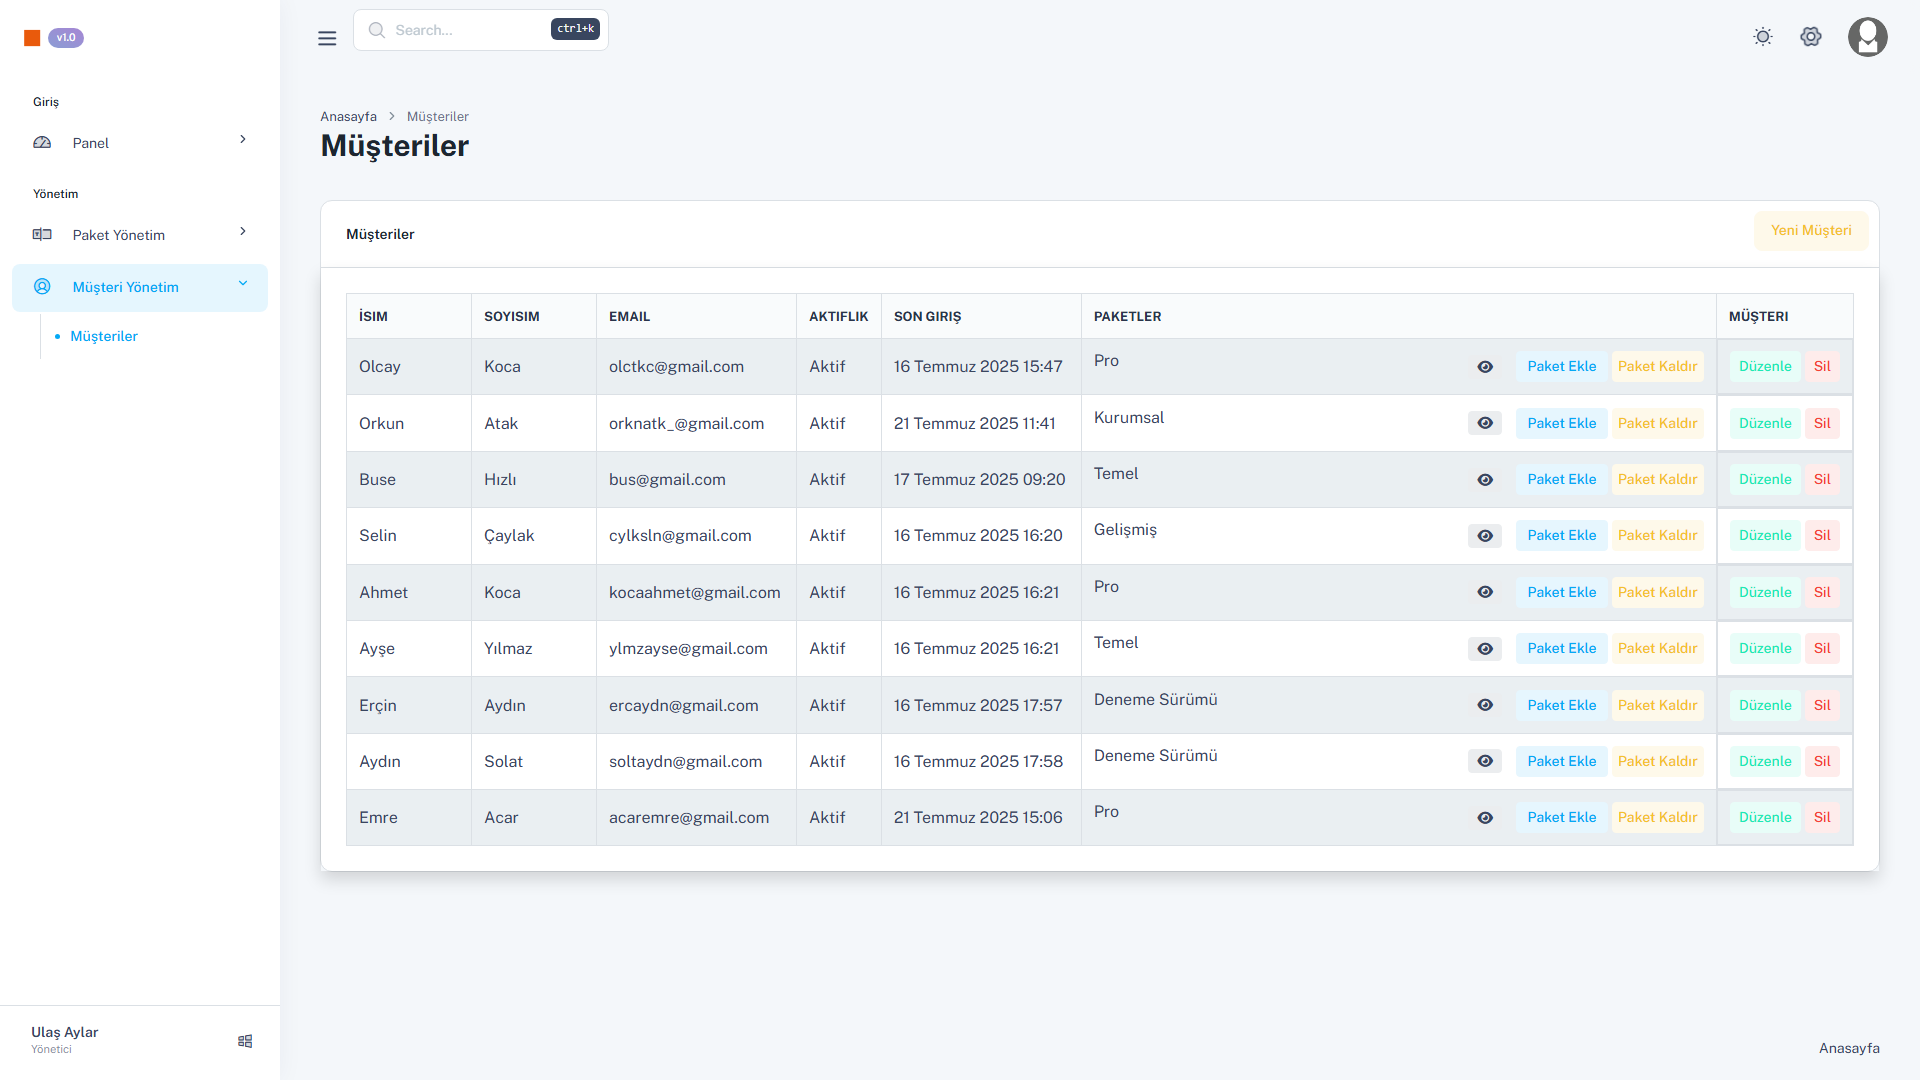 v1.0
Search...
ctrl+k
Giriş
Panel
Yönetim
Paket Yönetim
Müşteri Yönetim
Müşteriler
Anasayfa > Müşteriler
Müşteriler
Müşteriler
Yeni Müşteri
İSIM SOYISIM EMAIL AKTIFLIK SON GIRIŞ PAKETLER MÜŞTERI
Olcay Koca olctkc@gmail.com Aktif 16 Temmuz 2025 15:47 Pro Paket Ekle Paket Kaldır Düzenle Sil
Orkun Atak orknatk_@gmail.com Aktif 21 Temmuz 2025 11:41 Kurumsal Paket Ekle Paket Kaldır Düzenle Sil
Buse Hızlı bus@gmail.com Aktif 17 Temmuz 2025 09:20 Temel Paket Ekle Paket Kaldır Düzenle Sil
Selin Çaylak cylksln@gmail.com Aktif 16 Temmuz 2025 16:20 Gelişmiş Paket Ekle Paket Kaldır Düzenle Sil
Ahmet Koca kocaahmet@gmail.com Aktif 16 Temmuz 2025 16:21 Pro Paket Ekle Paket Kaldır Düzenle Sil
Ayşe Yılmaz ylmzayse@gmail.com Aktif 16 Temmuz 2025 16:21 Temel Paket Ekle Paket Kaldır Düzenle Sil
Erçin Aydın ercaydn@gmail.com Aktif 16 Temmuz 2025 17:57 Deneme Sürümü Paket Ekle Paket Kaldır Düzenle Sil
Aydın Solat soltaydn@gmail.com Aktif 16 Temmuz 2025 17:58 Deneme Sürümü Paket Ekle Paket Kaldır Düzenle Sil
Emre Acar acaremre@gmail.com Aktif 21 Temmuz 2025 15:06 Pro Paket Ekle Paket Kaldır Düzenle Sil
Ulaş Aylar
Yönetici
Anasayfa